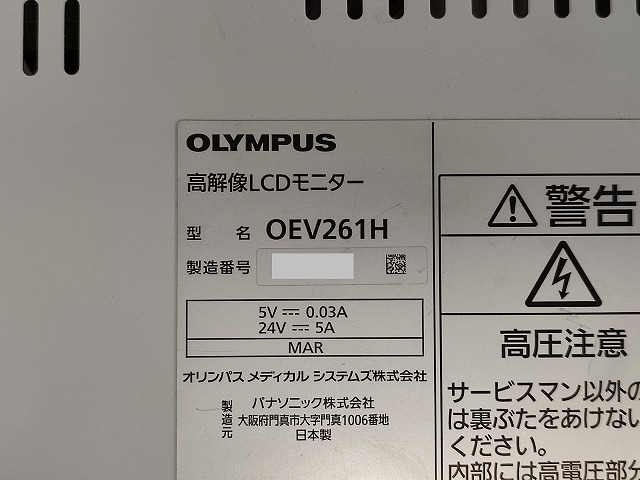 OLYMPUS
高解像LCDモニター
型 名 OEV261H
製造番号
5V ⎓ 0.03A
24V ⎓ 5A
MAR
オリンパス メディカル システムズ株式会社
製造元
パナソニック株式会社
大阪府門真市大字門真1006番地
日本製
警告
高圧注意
サービスマン以外の
は裏ぶたをあけない
ください。
内部には高電圧部分